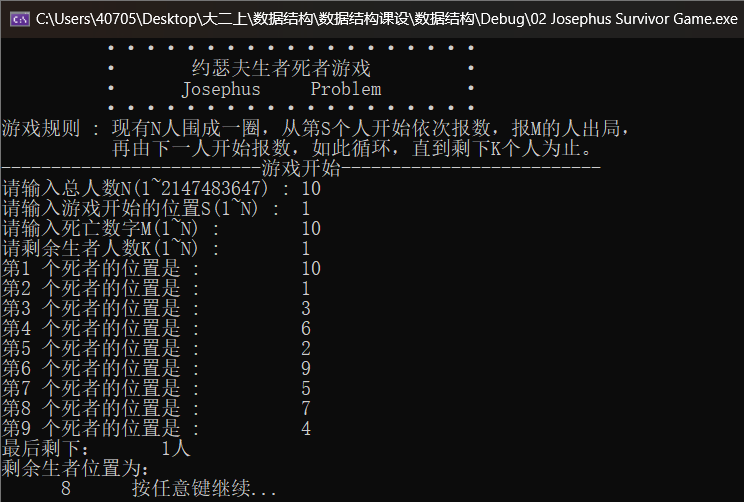 C:\Users\40705\Desktop\大二上\数据结构\数据结构课设\数据结构\Debug\02 Josephus Survivor Game.exe
约瑟夫生者死者游戏
Josephus Problem
游戏规则 : 现有N人围成一圈，从第S个人开始依次报数，报M的人出局，
再由下一人开始报数，如此循环，直到剩下K个人为止。
--------------------------游戏开始--------------------------
请输入总人数N(1~2147483647) : 10
请输入游戏开始的位置S(1~N) : 1
请输入死亡数字M(1~N) : 10
请剩余生者人数K(1~N) : 1
第1 个死者的位置是 : 10
第2 个死者的位置是 : 1
第3 个死者的位置是 : 3
第4 个死者的位置是 : 6
第5 个死者的位置是 : 2
第6 个死者的位置是 : 9
第7 个死者的位置是 : 5
第8 个死者的位置是 : 7
第9 个死者的位置是 : 4
最后剩下： 1人
剩余生者位置为：
8 按任意键继续...